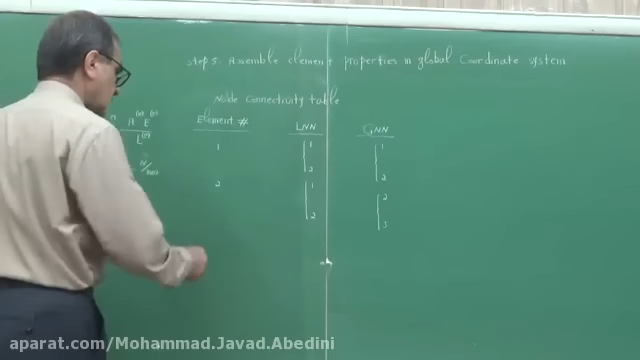 step 5. Assemble element properties in global Coordinate system
Node Connectivity table
Element # LNN GNN
A⁽ᵉ⁾ E⁽ᵉ⁾
L⁽ᵉ⁾
1 1 1
2 2
2 1 2
2 3
aparat.com/Mohammad.Javad.Abedini